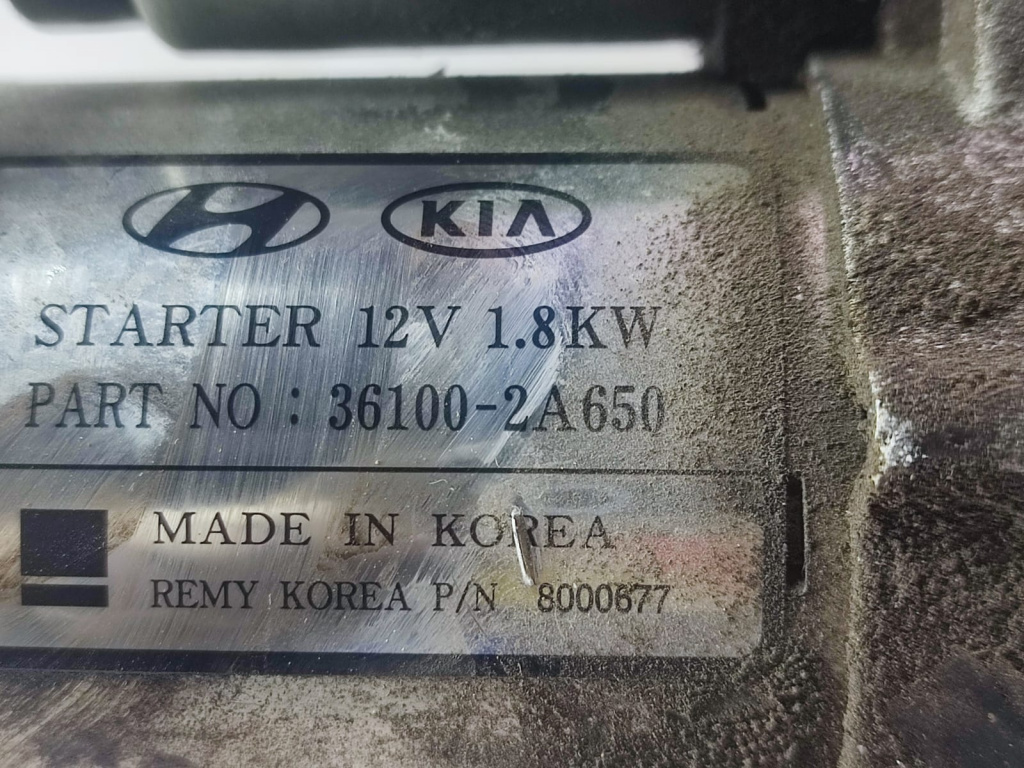 KIA
STARTER 12V 1.8KW
PART NO : 36100-2A650
MADE IN KOREA
REMY KOREA P/N 8000677